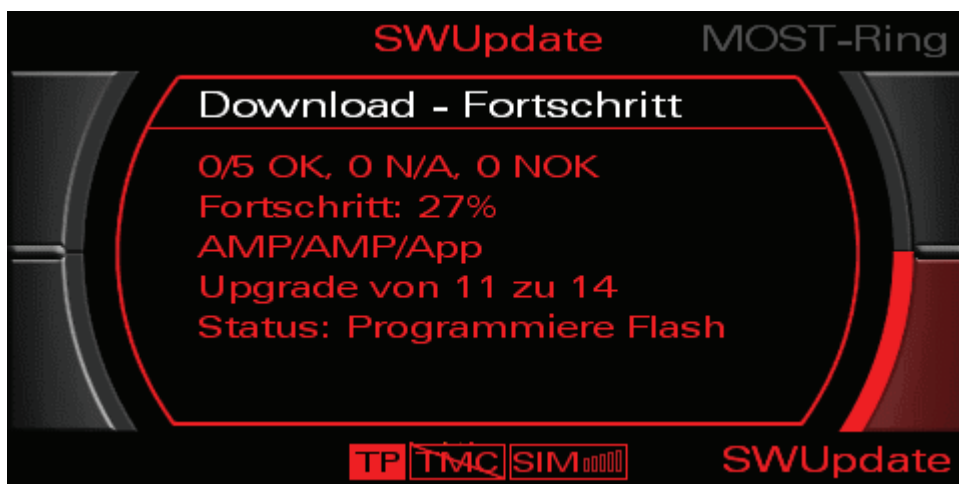 SWUpdate MOST-Ring
Download - Fortschritt
0/5 OK, 0 N/A, 0 NOK
Fortschritt: 27%
AMP/AMP/App
Upgrade von 11 zu 14
Status: Programmiere Flash
TP TMC SIM SWUpdate